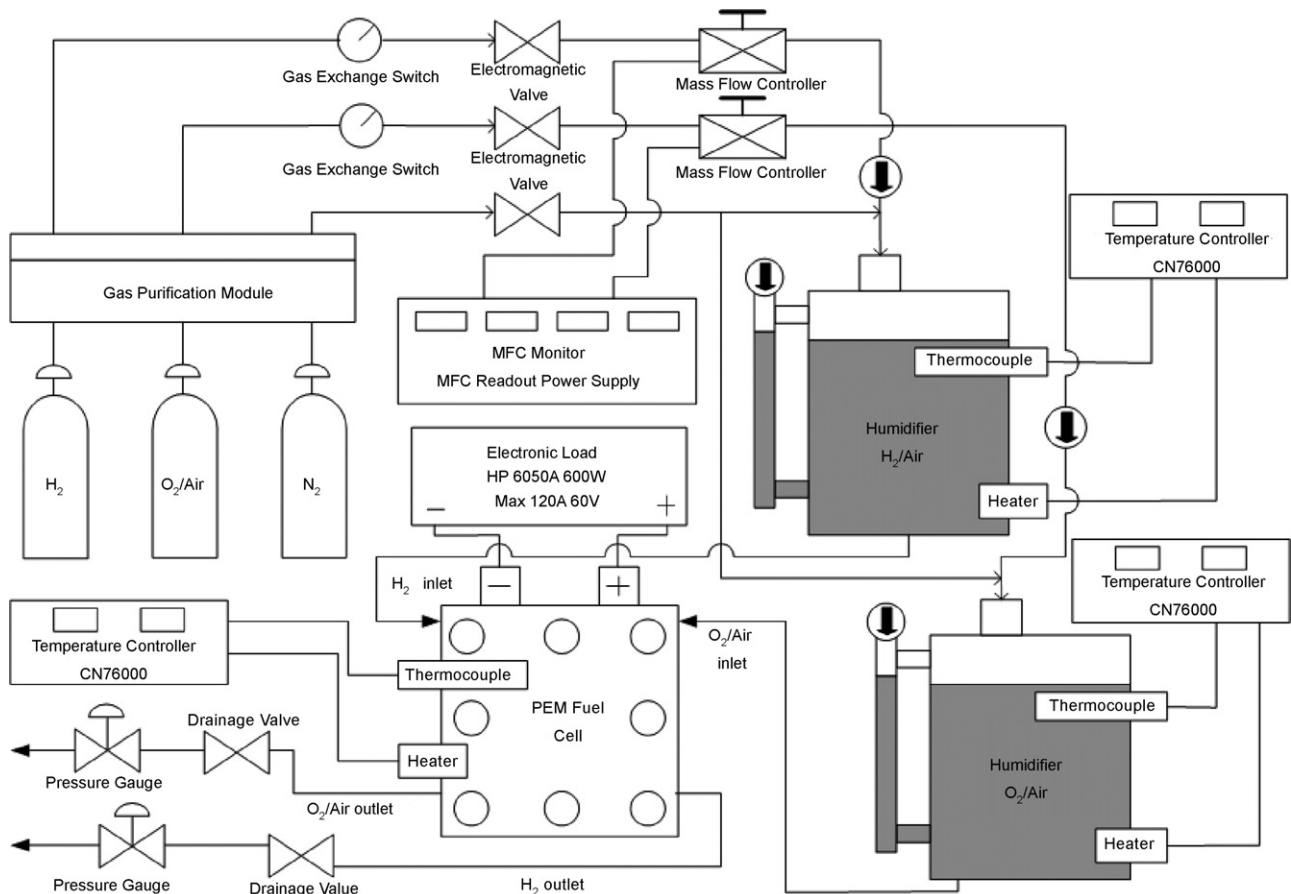 Gas Exchange Switch
Electromagnetic
Valve
Mass Flow Controller
Gas Exchange Switch
Electromagnetic
Valve
Mass Flow Controller
Gas Purification Module
H2
O2/Air
N2
MFC Monitor
MFC Readout Power Supply
Temperature Controller
CN76000
Thermocouple
Humidifier
H2/Air
Heater
Electronic Load
HP 6050A 600W
Max 120A 60V
− +
H2 inlet
− +
O2/Air
inlet
Temperature Controller
CN76000
Thermocouple
PEM Fuel
Cell
Heater
Temperature Controller
CN76000
Thermocouple
Humidifier
O2/Air
Heater
Drainage Valve
Pressure Gauge
O2/Air outlet
Pressure Gauge
Drainage Value
H2 outlet